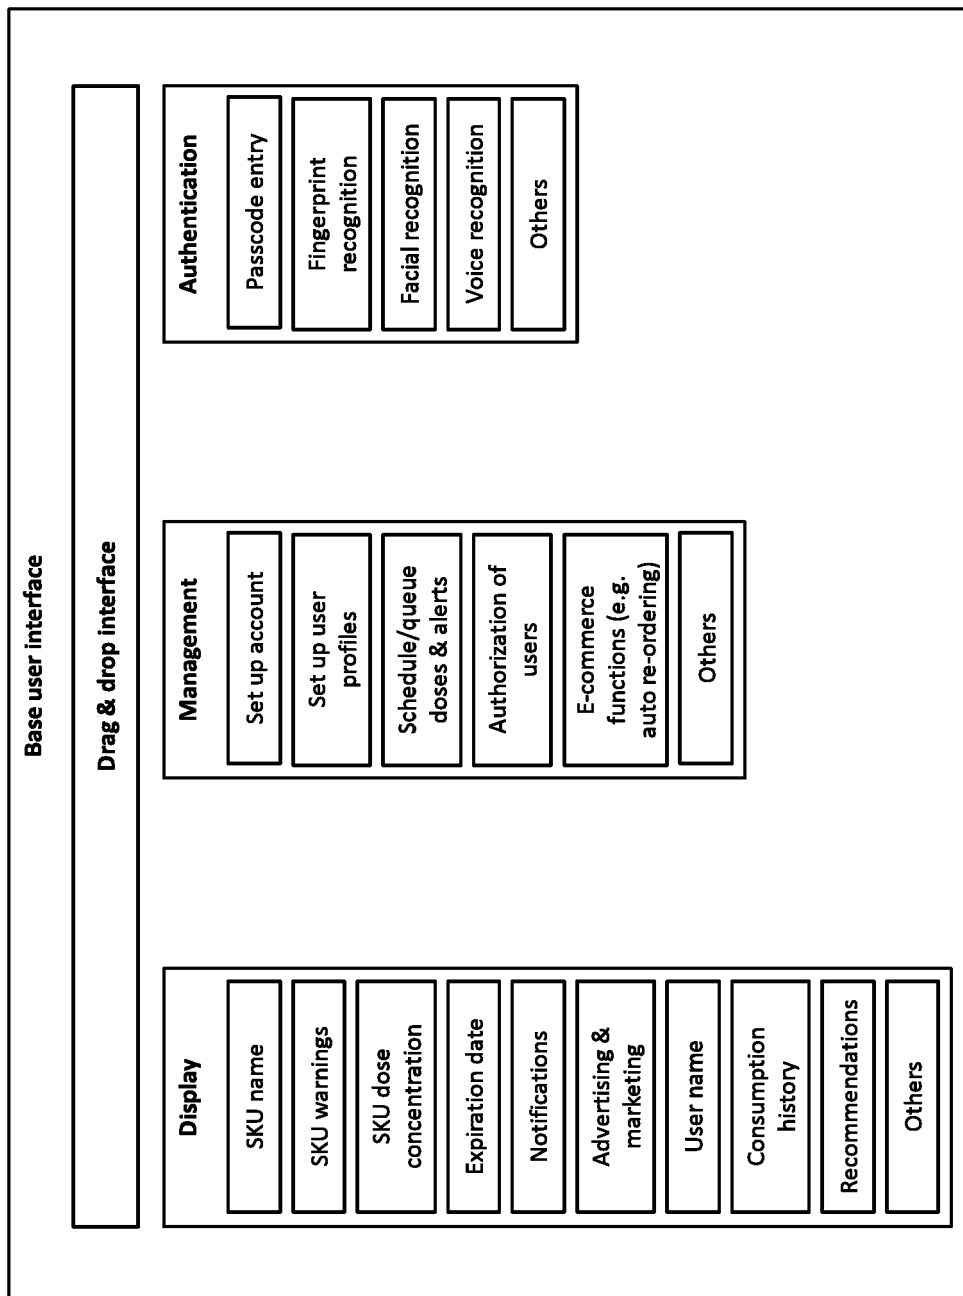 Base user interface
Drag & drop interface
Display
SKU name
SKU warnings
SKU dose
concentration
Expiration date
Notifications
Advertising &
marketing
User name
Consumption
history
Recommendations
Others
Management
Set up account
Set up user
profiles
Schedule/queue
doses & alerts
Authorization of
users
E-commerce
functions (e.g.
auto re-ordering)
Others
Authentication
Passcode entry
Fingerprint
recognition
Facial recognition
Voice recognition
Others